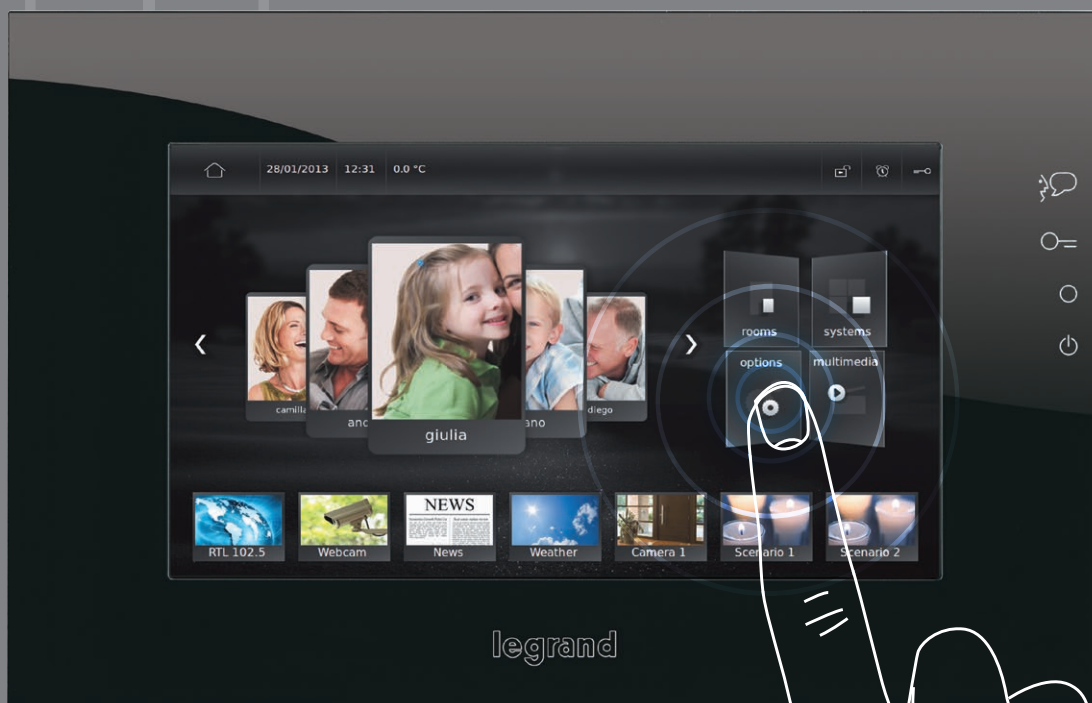 28/01/2013 12:31 0.0 °C
rooms systems
options multimedia
camilla
diego
giulia
NEWS
RTL 102.5 Webcam News Weather Camera 1 Scenario 1 Scenario 2
legrand